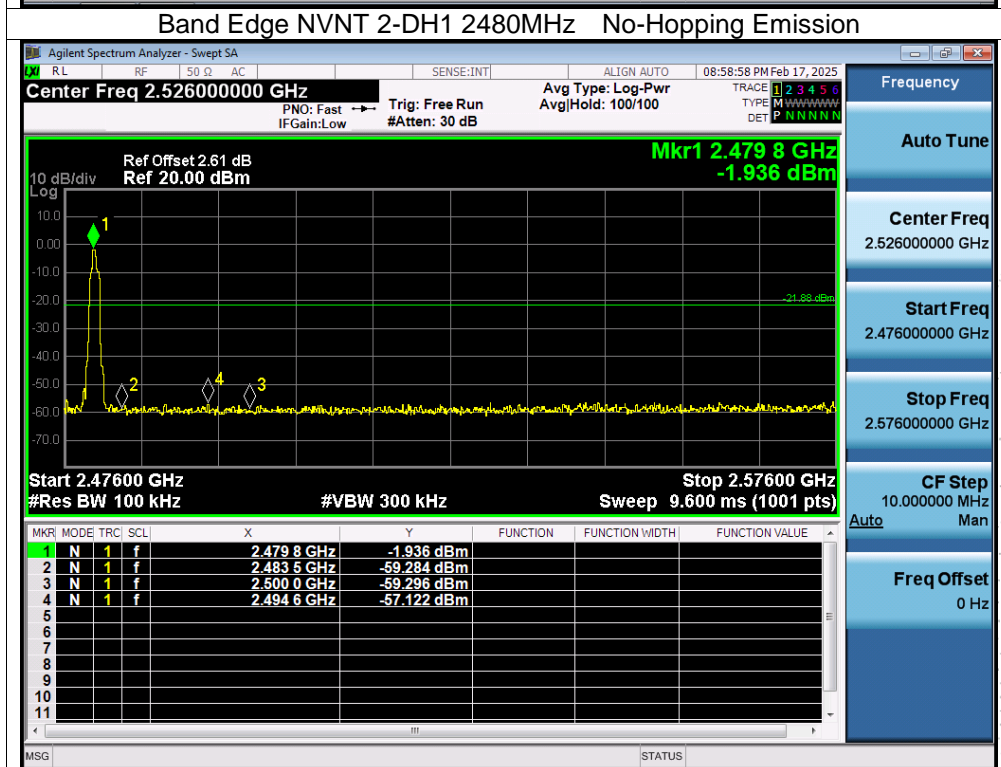 Band Edge NVNT 2-DH1 2480MHz No-Hopping Emission
Agilent Spectrum Analyzer - Swept SA
LXI RL RF 50 Ω AC SENSE:INT ALIGN AUTO 08:58:58 PM Feb 17, 2025
Center Freq 2.526000000 GHz
PNO: Fast
IFGain:Low
Trig: Free Run
#Atten: 30 dB
Avg Type: Log-Pwr
Avg|Hold: 100/100
TRACE 1 2 3 4 5 6
TYPE M WWWWW
DET P N N N N N
Ref Offset 2.61 dB
Ref 20.00 dBm
10 dB/div
Log
Mkr1 2.479 8 GHz
-1.936 dBm
10.0
0.00
-10.0
-20.0
-30.0
-40.0
-50.0
-60.0
-70.0
1
-21.88 dBm
2
4
3
Start 2.47600 GHz Stop 2.57600 GHz
#Res BW 100 kHz #VBW 300 kHz Sweep 9.600 ms (1001 pts)
MKR MODE TRC SCL X Y FUNCTION FUNCTION WIDTH FUNCTION VALUE
1 N 1 f 2.479 8 GHz -1.936 dBm
2 N 1 f 2.483 5 GHz -59.284 dBm
3 N 1 f 2.500 0 GHz -59.296 dBm
4 N 1 f 2.494 6 GHz -57.122 dBm
5
6
7
8
9
10
11
MSG STATUS
Frequency
Auto Tune
Center Freq
2.526000000 GHz
Start Freq
2.476000000 GHz
Stop Freq
2.576000000 GHz
CF Step
10.000000 MHz
Auto Man
Freq Offset
0 Hz